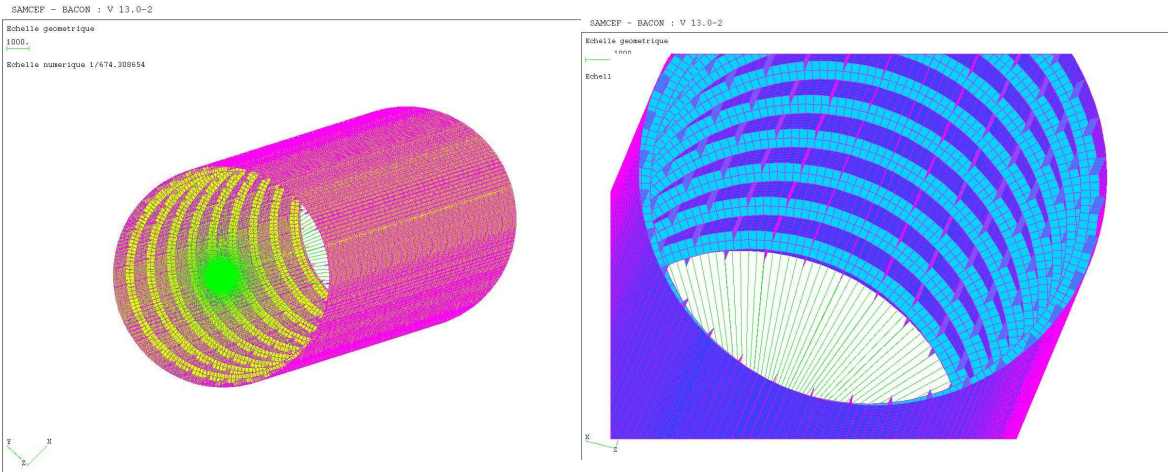 SAMCEF - BACON : V 13.0-2
Echelle geometrique
1000.
Echelle numerique 1/674.308654
Y
X
Z
SAMCEF - BACON : V 13.0-2
Echelle geometrique
1000
Echell
X
Z